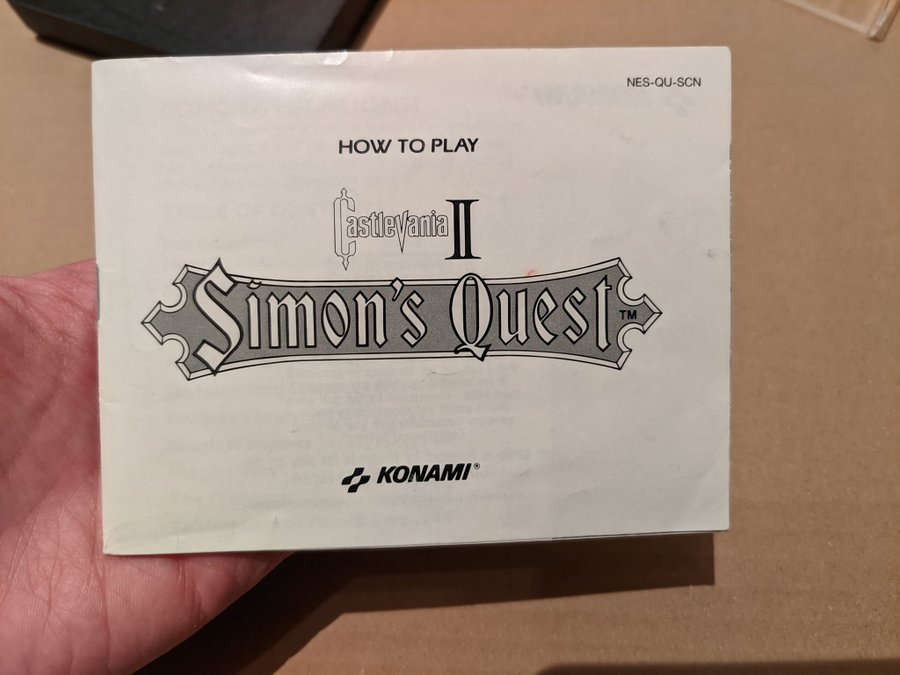 NES-QU-SCN
HOW TO PLAY
Castlevania II
Simon's Quest™
KONAMI®